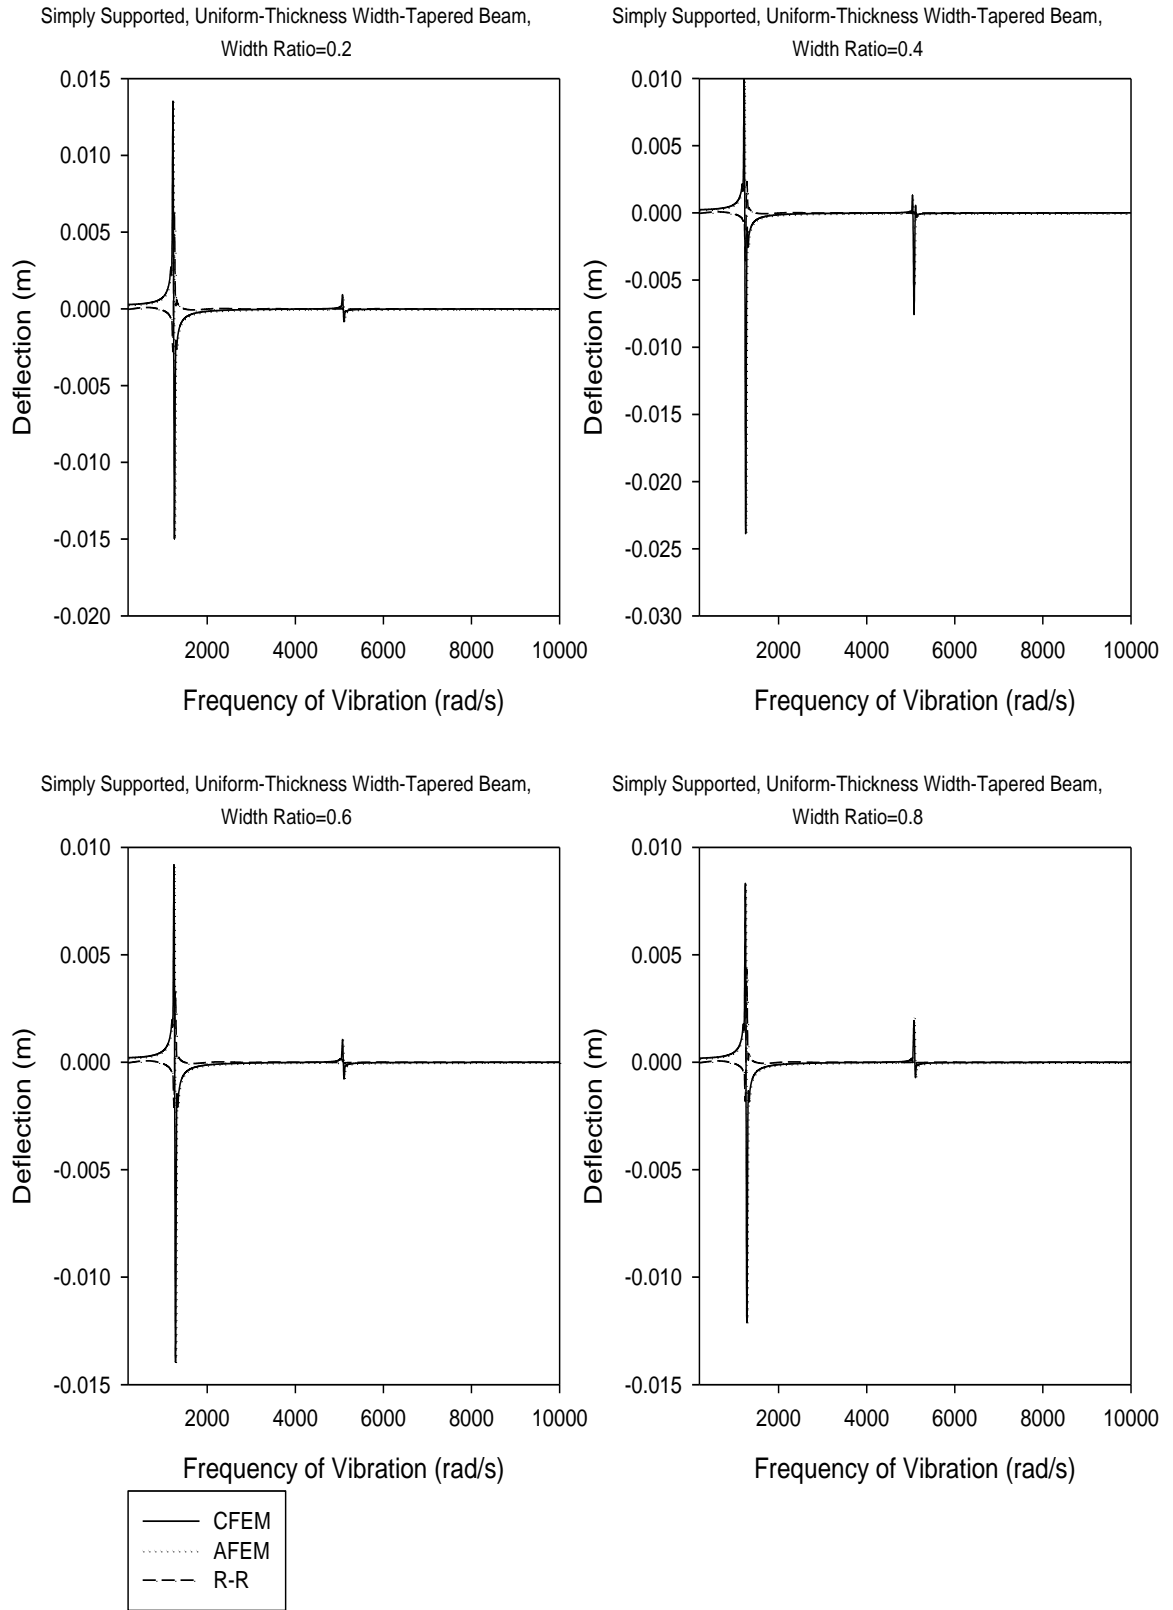 Simply Supported, Uniform-Thickness Width-Tapered Beam,
Width Ratio=0.2
0.015
0.010
0.005
0.000
-0.005
-0.010
-0.015
-0.020
Deflection (m)
2000 4000 6000 8000 10000
Frequency of Vibration (rad/s)
Simply Supported, Uniform-Thickness Width-Tapered Beam,
Width Ratio=0.4
0.010
0.005
0.000
-0.005
-0.010
-0.015
-0.020
-0.025
-0.030
Deflection (m)
2000 4000 6000 8000 10000
Frequency of Vibration (rad/s)
Simply Supported, Uniform-Thickness Width-Tapered Beam,
Width Ratio=0.6
0.010
0.005
0.000
-0.005
-0.010
-0.015
Deflection (m)
2000 4000 6000 8000 10000
Frequency of Vibration (rad/s)
Simply Supported, Uniform-Thickness Width-Tapered Beam,
Width Ratio=0.8
0.010
0.005
0.000
-0.005
-0.010
-0.015
Deflection (m)
2000 4000 6000 8000 10000
Frequency of Vibration (rad/s)
CFEM
AFEM
R-R